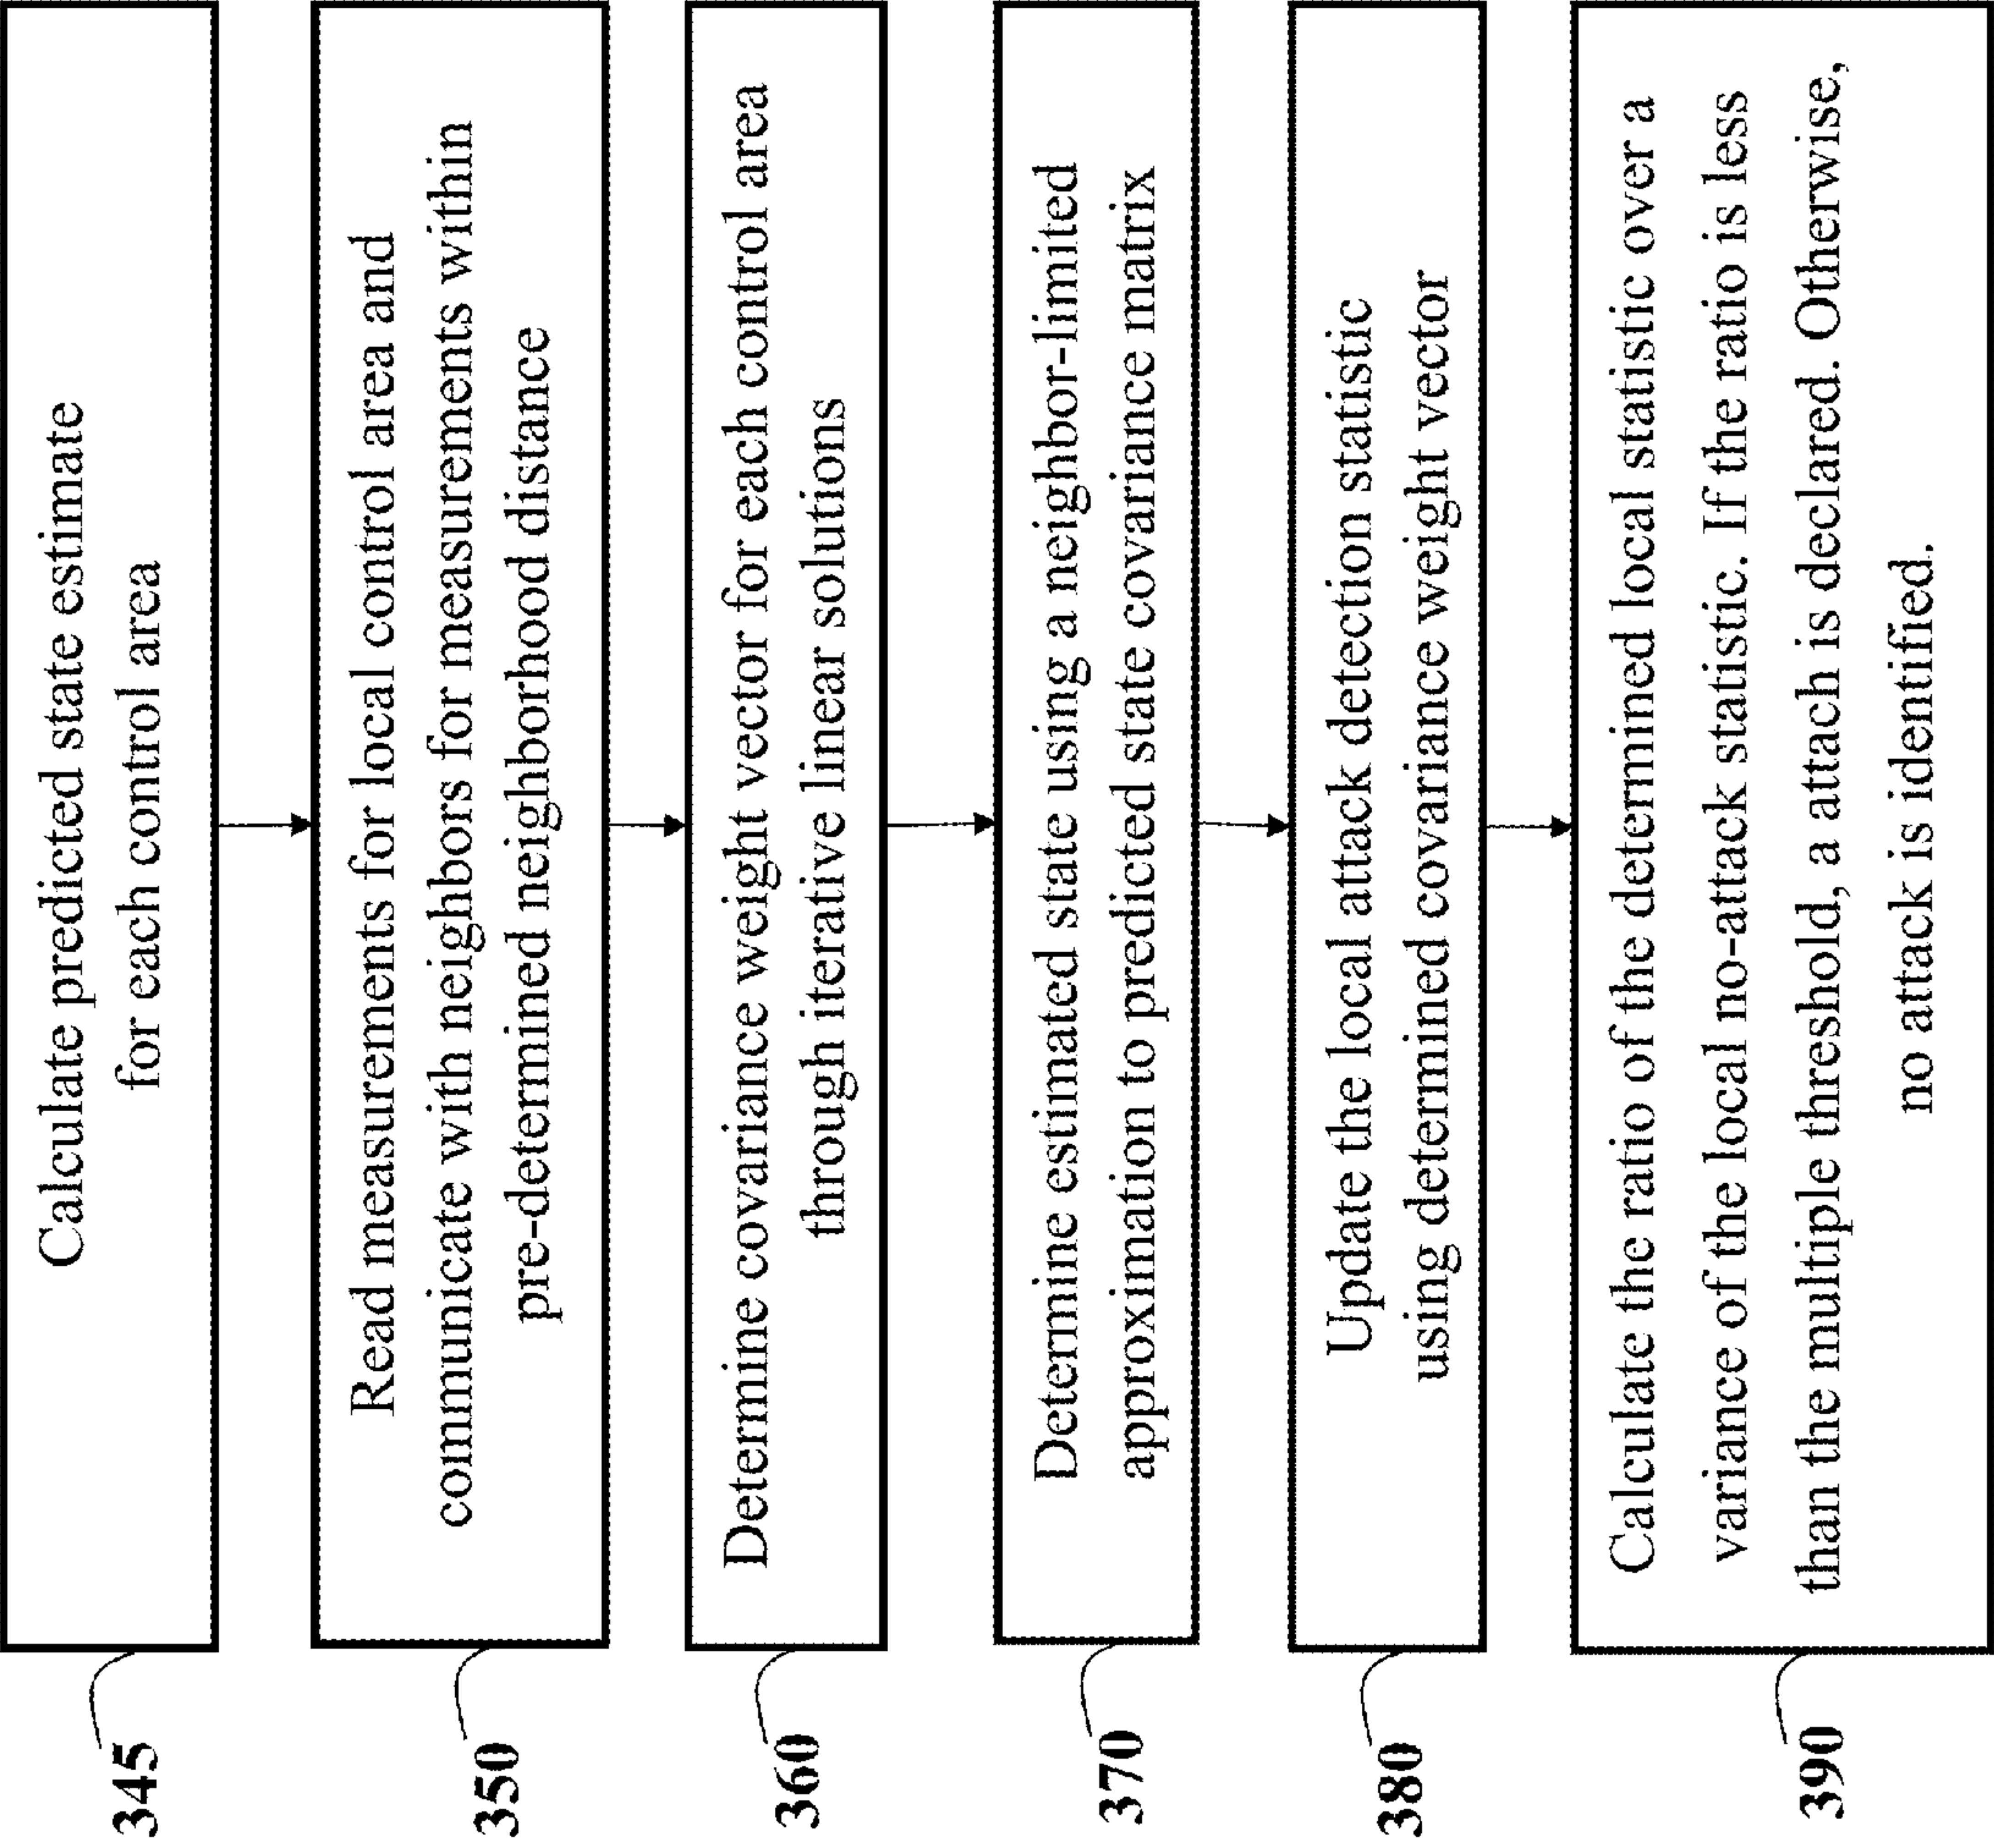 345
Calculate predicted state estimate
for each control area
350
Read measurements for local control area and
communicate with neighbors for measurements within
pre-determined neighborhood distance
360
Determine covariance weight vector for each control area
through iterative linear solutions
370
Determine estimated state using a neighbor-limited
approximation to predicted state covariance matrix
380
Update the local attack detection statistic
using determined covariance weight vector
390
Calculate the ratio of the determined local statistic over a
variance of the local no-attack statistic. If the ratio is less
than the multiple threshold, a attach is declared. Otherwise,
no attack is identified.